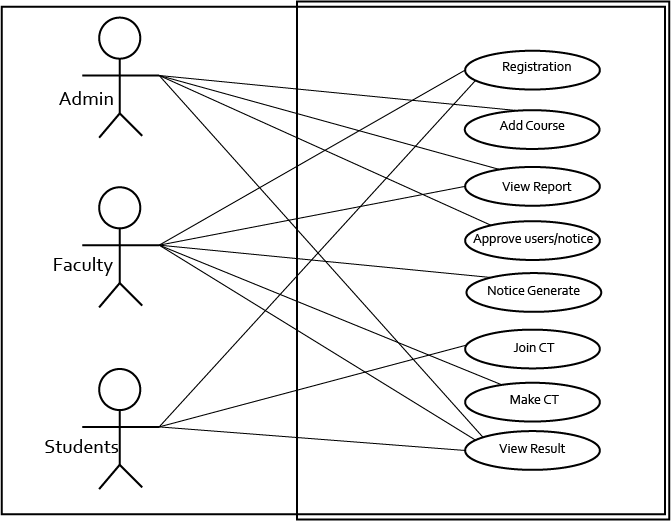 Admin
Faculty
Students
Registration
Add Course
View Report
Approve users/notice
Notice Generate
Join CT
Make CT
View Result